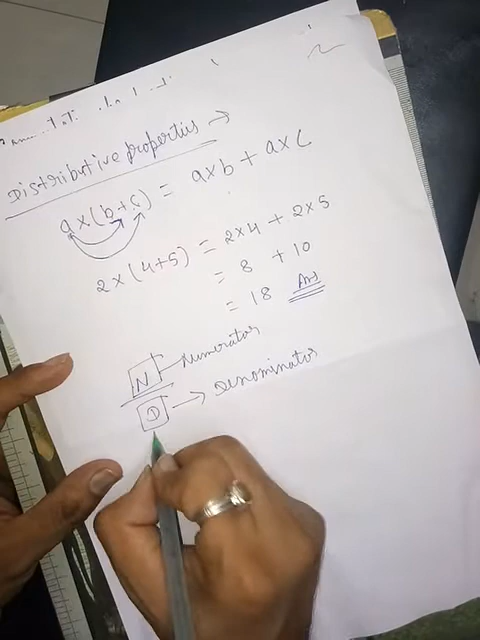 Distributive properties →
a×(b+c) = a×b + a×c
2×(4+5) = 2×4 + 2×5
= 8 + 10
= 18 Ans
N Numerator
D → Denominator